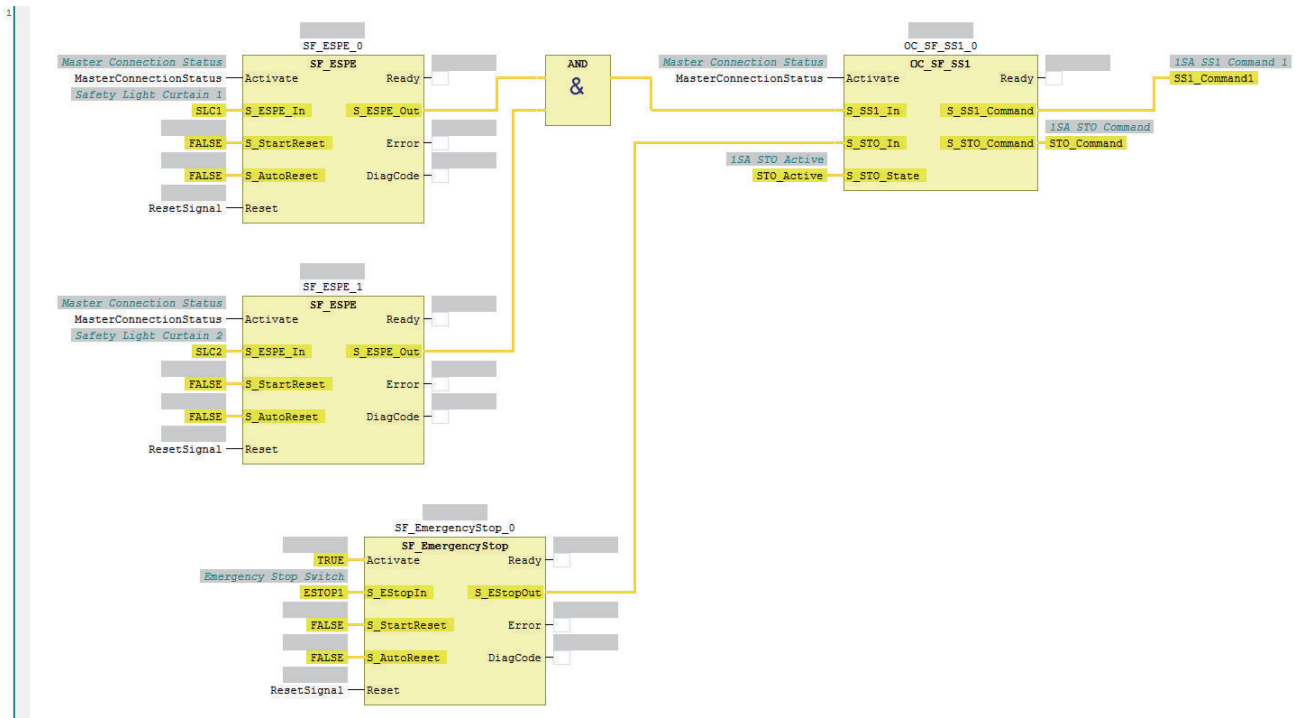 1
SF_ESPE_0
Master Connection Status
SF_ESPE
MasterConnectionStatus Activate Ready
Safety Light Curtain 1
SLC1 S_ESPE_In S_ESPE_Out
FALSE S_StartReset Error
FALSE S_AutoReset DiagCode
ResetSignal Reset
AND
&
OC_SF_SS1_0
Master Connection Status
OC_SF_SS1
1SA SS1 Command 1
MasterConnectionStatus Activate Ready
SS1_Command1
S_SS1_In S_SS1_Command
1SA STO Command
S_STO_In S_STO_Command STO_Command
1SA STO Active
STO_Active S_STO_State
SF_ESPE_1
Master Connection Status
SF_ESPE
MasterConnectionStatus Activate Ready
Safety Light Curtain 2
SLC2 S_ESPE_In S_ESPE_Out
FALSE S_StartReset Error
FALSE S_AutoReset DiagCode
ResetSignal Reset
SF_EmergencyStop_0
SF_EmergencyStop
TRUE Activate Ready
Emergency Stop Switch
ESTOP1 S_EStopIn S_EStopOut
FALSE S_StartReset Error
FALSE S_AutoReset DiagCode
ResetSignal Reset